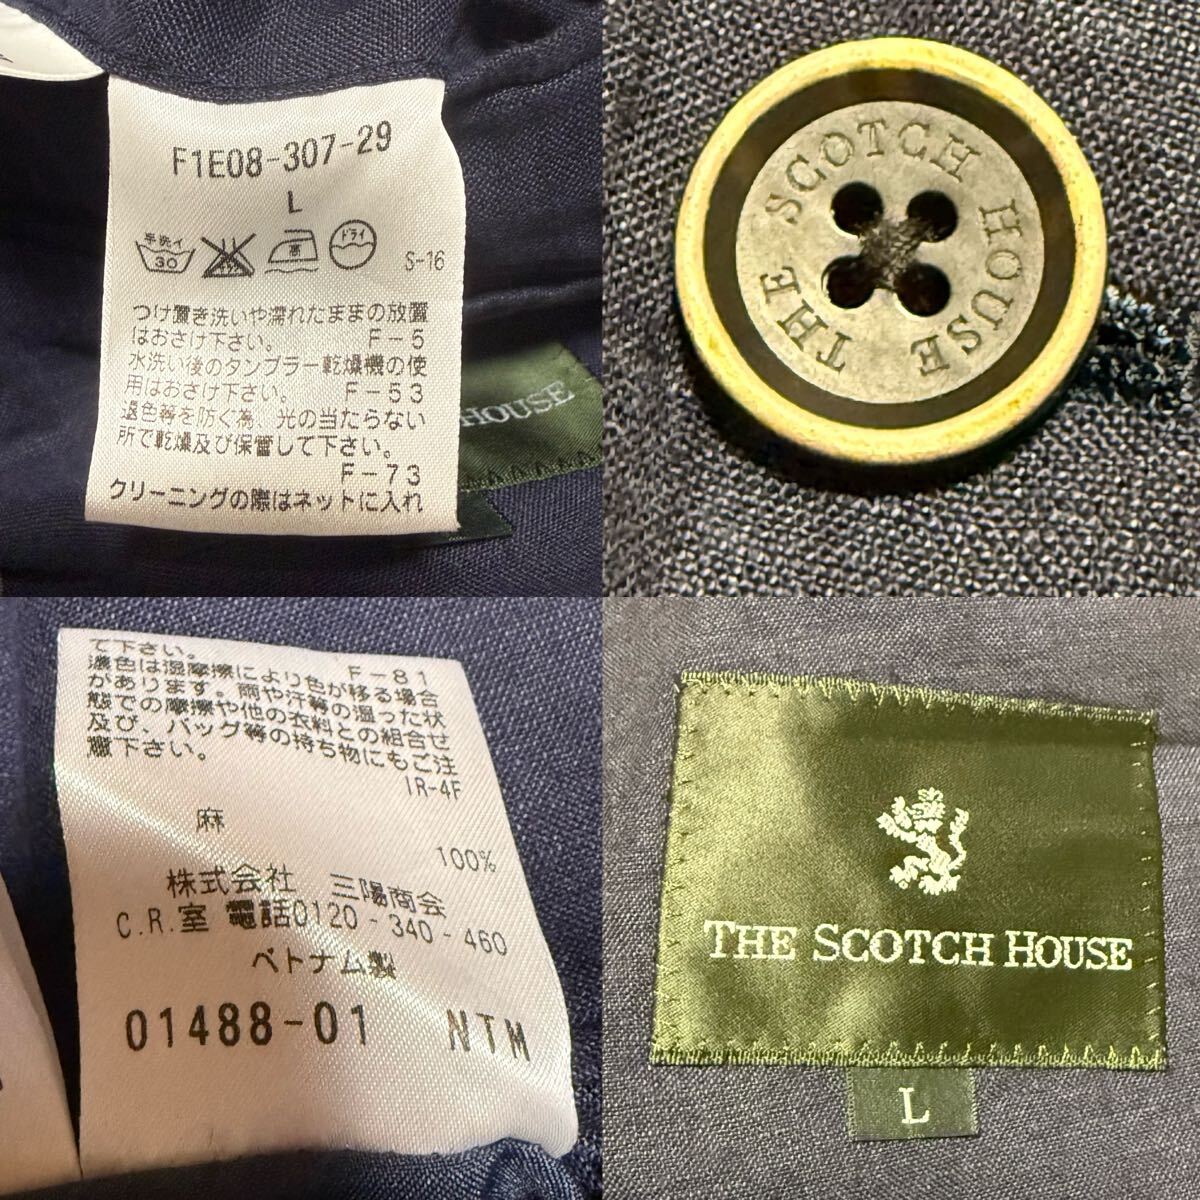 F1E08-307-29
L
手洗イ
30
高
ドライ
S-16
つけ置き洗いや濡れたままの放置
はおさけ下さい。 F-5
水洗い後のタンブラー乾燥機の使
用はおさけ下さい。 F-53
退色等を防ぐ為、光の当たらない
所で乾燥及び保管して下さい。
F-73
クリーニングの際はネットに入れ
HOUSE
THE SCOTCH HOUSE
て下さい。 F-81
濃色は湿摩擦により色が移る場合
があります。雨や汗等の湿った状
態での摩擦や他の衣料との組合せ
及び、バッグ等の持ち物にもご注
意下さい。
IR-4F
麻
100%
株式会社 三陽商会
C.R.室 電話0120-340-460
ベトナム製
01488-01 NTM
THE SCOTCH HOUSE
L